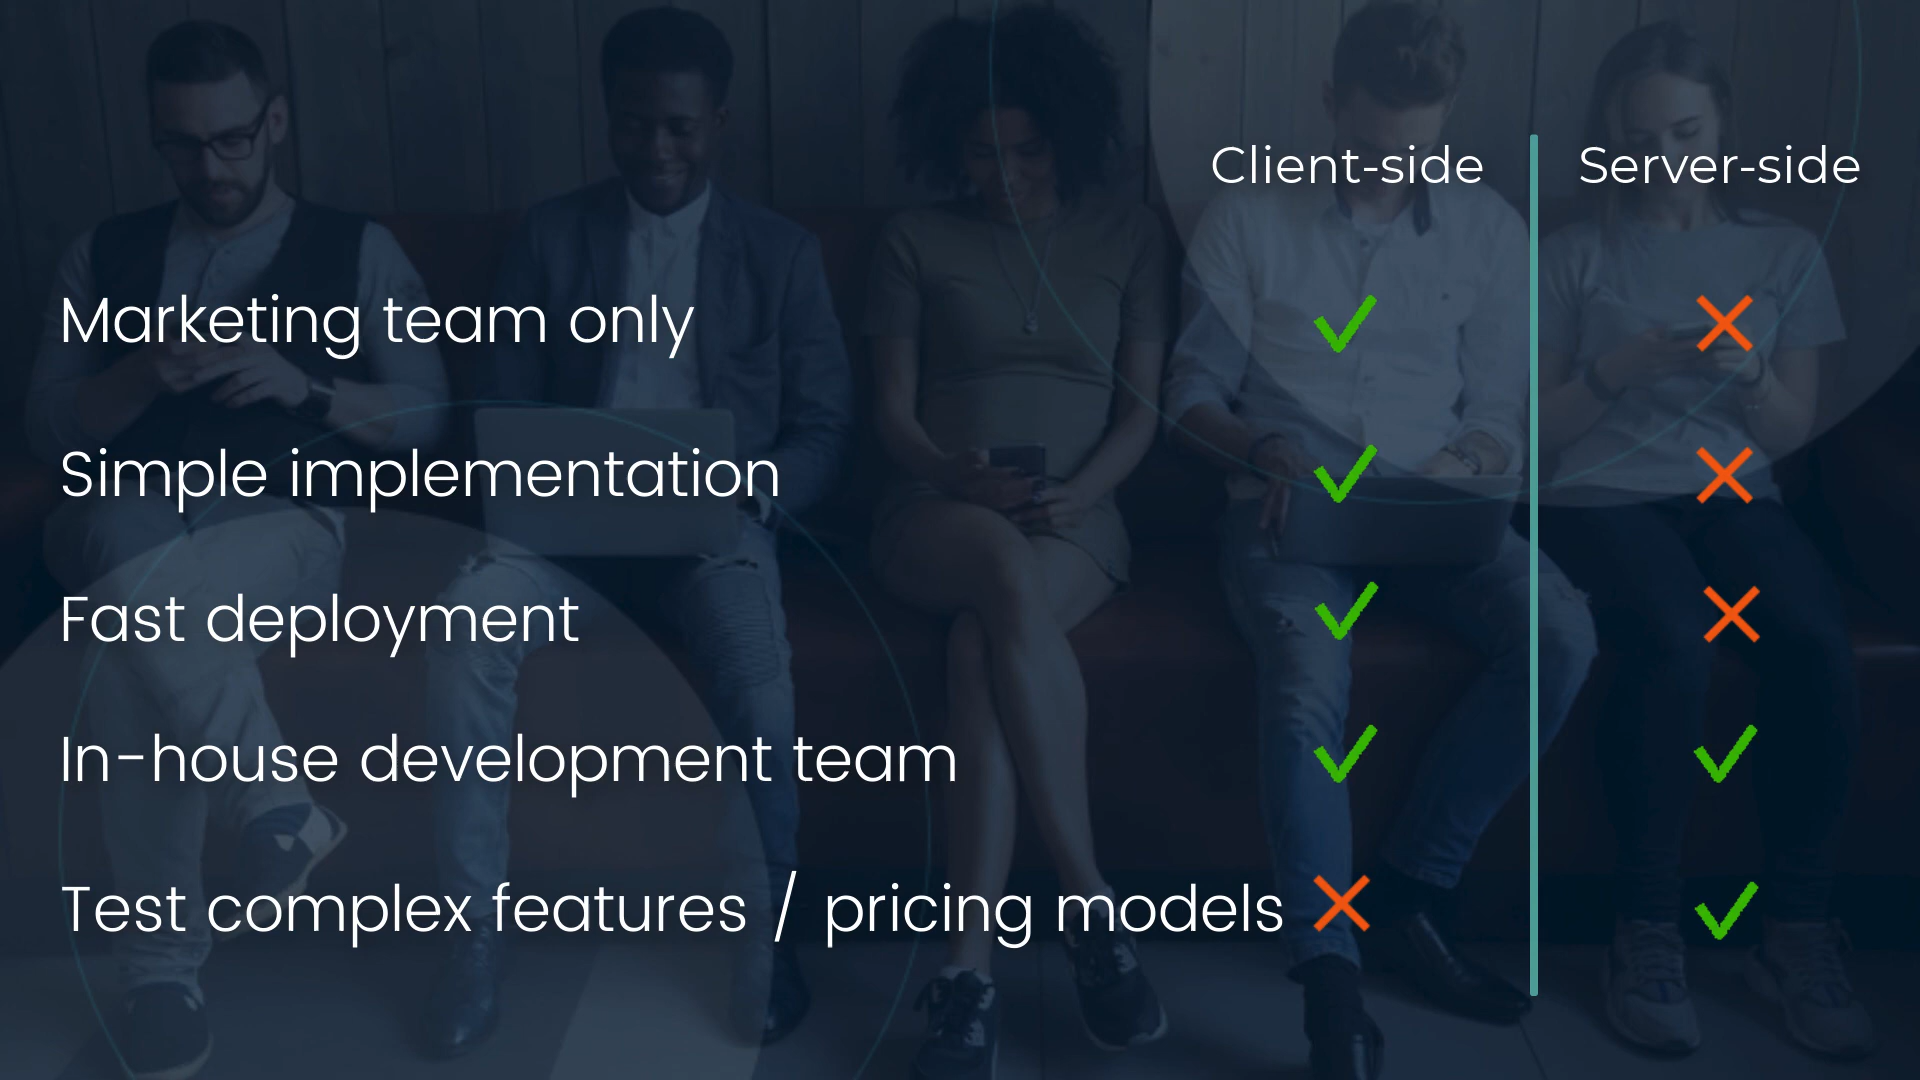 Client-side Server-side
Marketing team only
Simple implementation
Fast deployment
In-house development team
Test complex features / pricing models